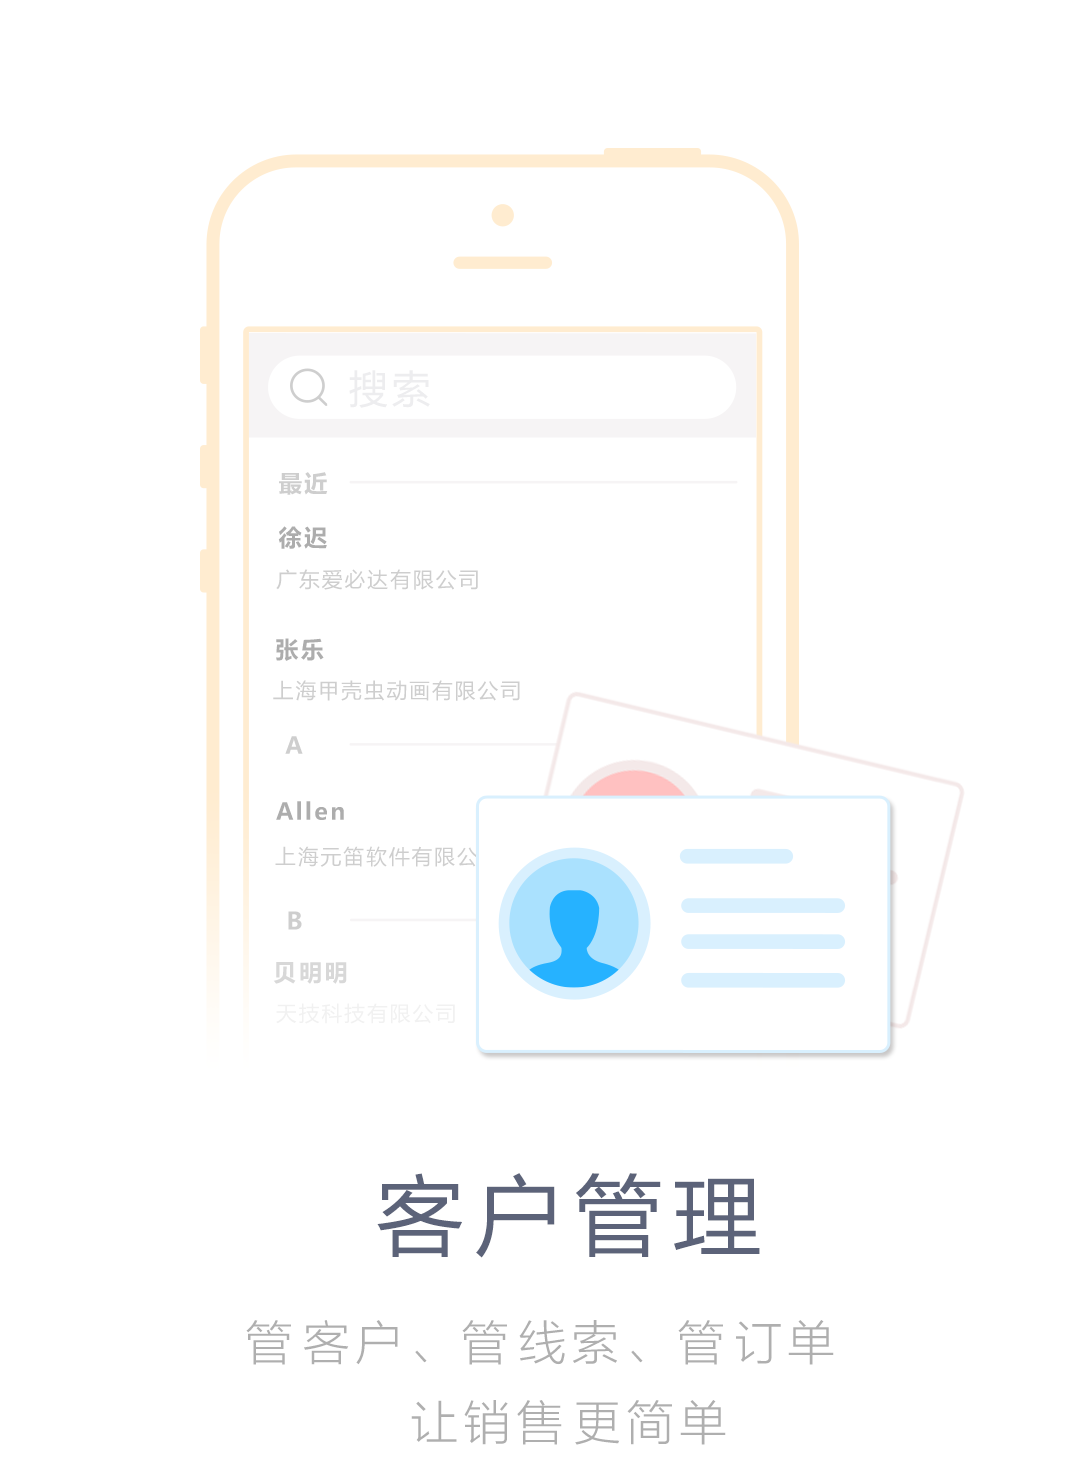 搜索
最近
徐迟
广东爱必达有限公司
张乐
上海甲壳虫动画有限公司
A
Allen
上海元笛软件有限公
B
贝明明
天技科技有限公司
客户管理
管客户、管线索、管订单
让销售更简单